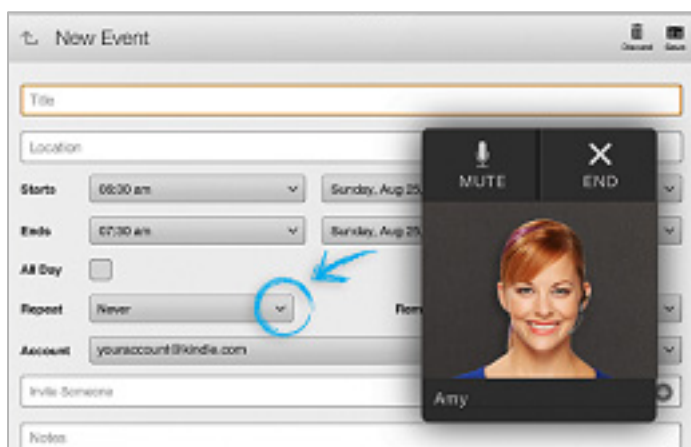 New Event
Discard Save
Title
Location
MUTE END
Starts 06:30 am Sunday, Aug 25,
Ends 07:30 am Sunday, Aug 25,
All Day
Repeat Never Rem
Account youraccount@kindle.com
Invite Someone
Amy
Notes